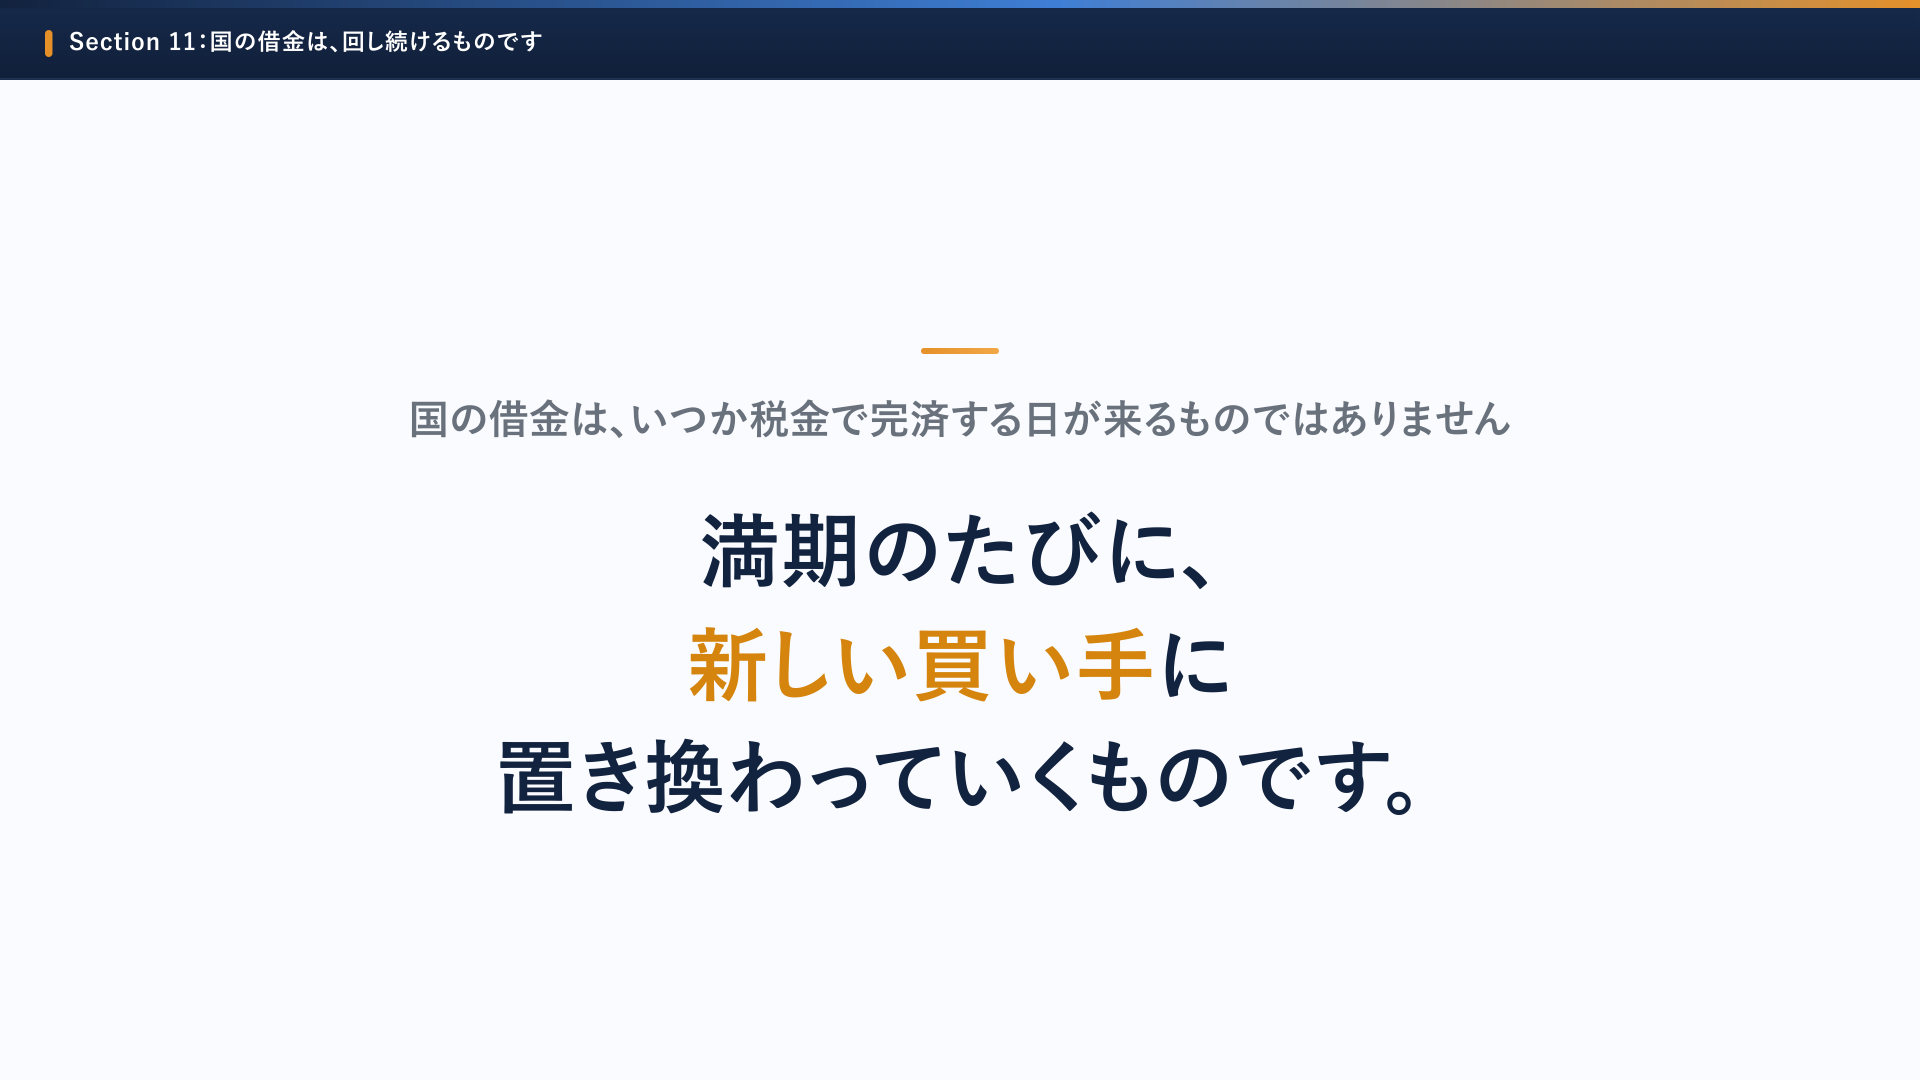 Section 11：国の借金は、回し続けるものです
国の借金は、いつか税金で完済する日が来るものではありません
満期のたびに、
新しい買い手に
置き換わっていくものです。